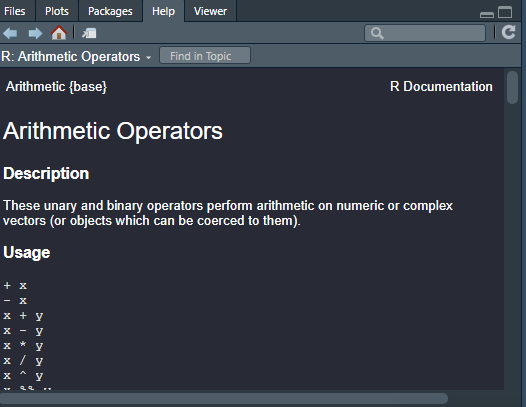 Files Plots Packages Help Viewer
R: Arithmetic Operators Find in Topic
Arithmetic {base} R Documentation
Arithmetic Operators
Description
These unary and binary operators perform arithmetic on numeric or complex
vectors (or objects which can be coerced to them).
Usage
+ x
- x
x + y
x - y
x * y
x / y
x ^ y
x %% y